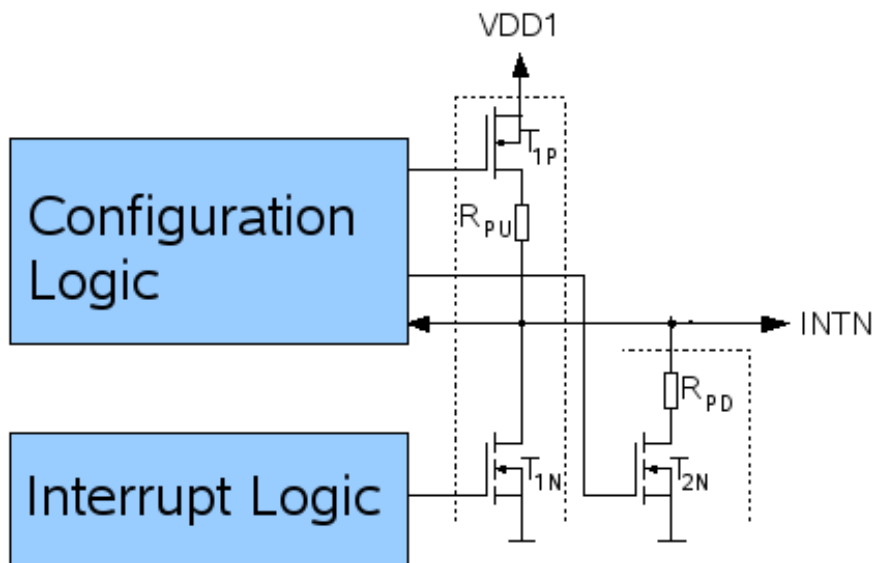 VDD1
T1P
Configuration
Logic
RPU
INTN
RPD
Interrupt Logic
T1N
T2N